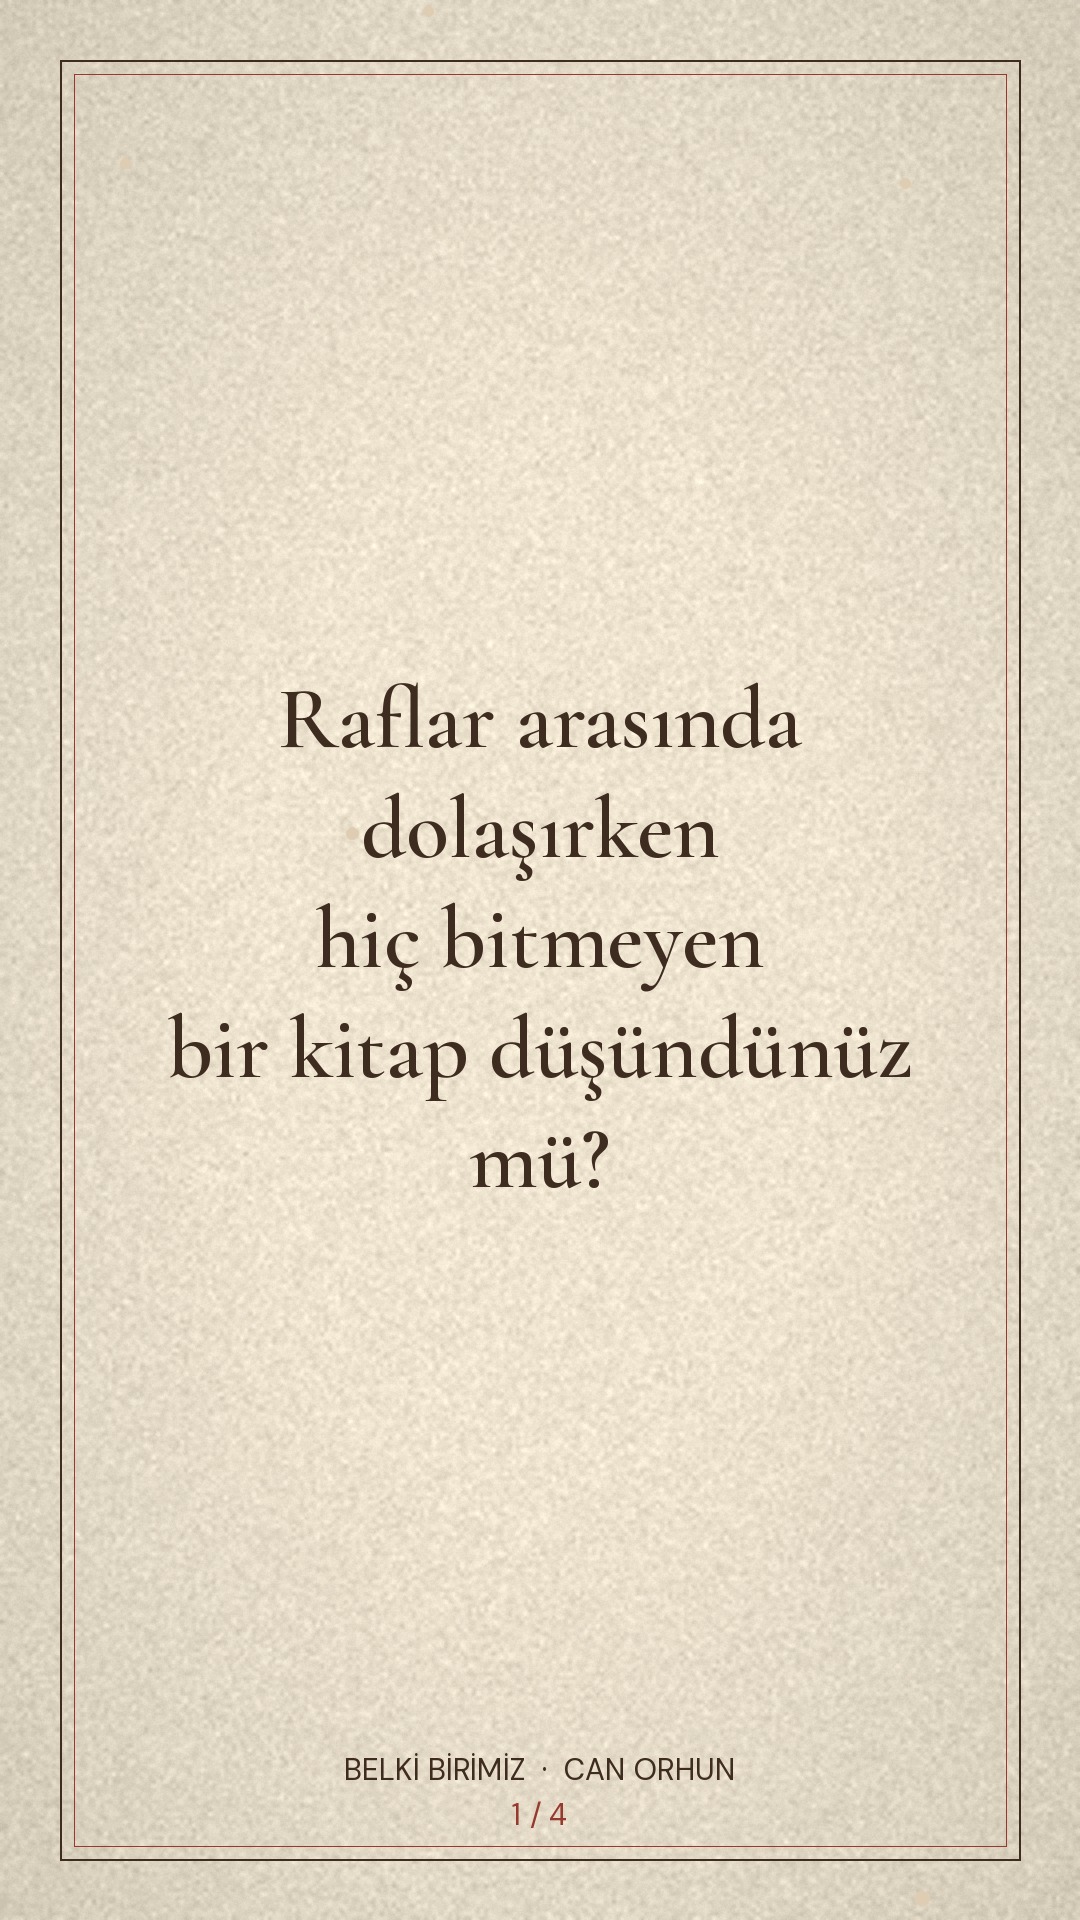 Raflar arasında
dolaşırken
hiç bitmeyen
bir kitap düşündünüz
mü?
BELKİ BİRİMİZ · CAN ORHUN
1 / 4